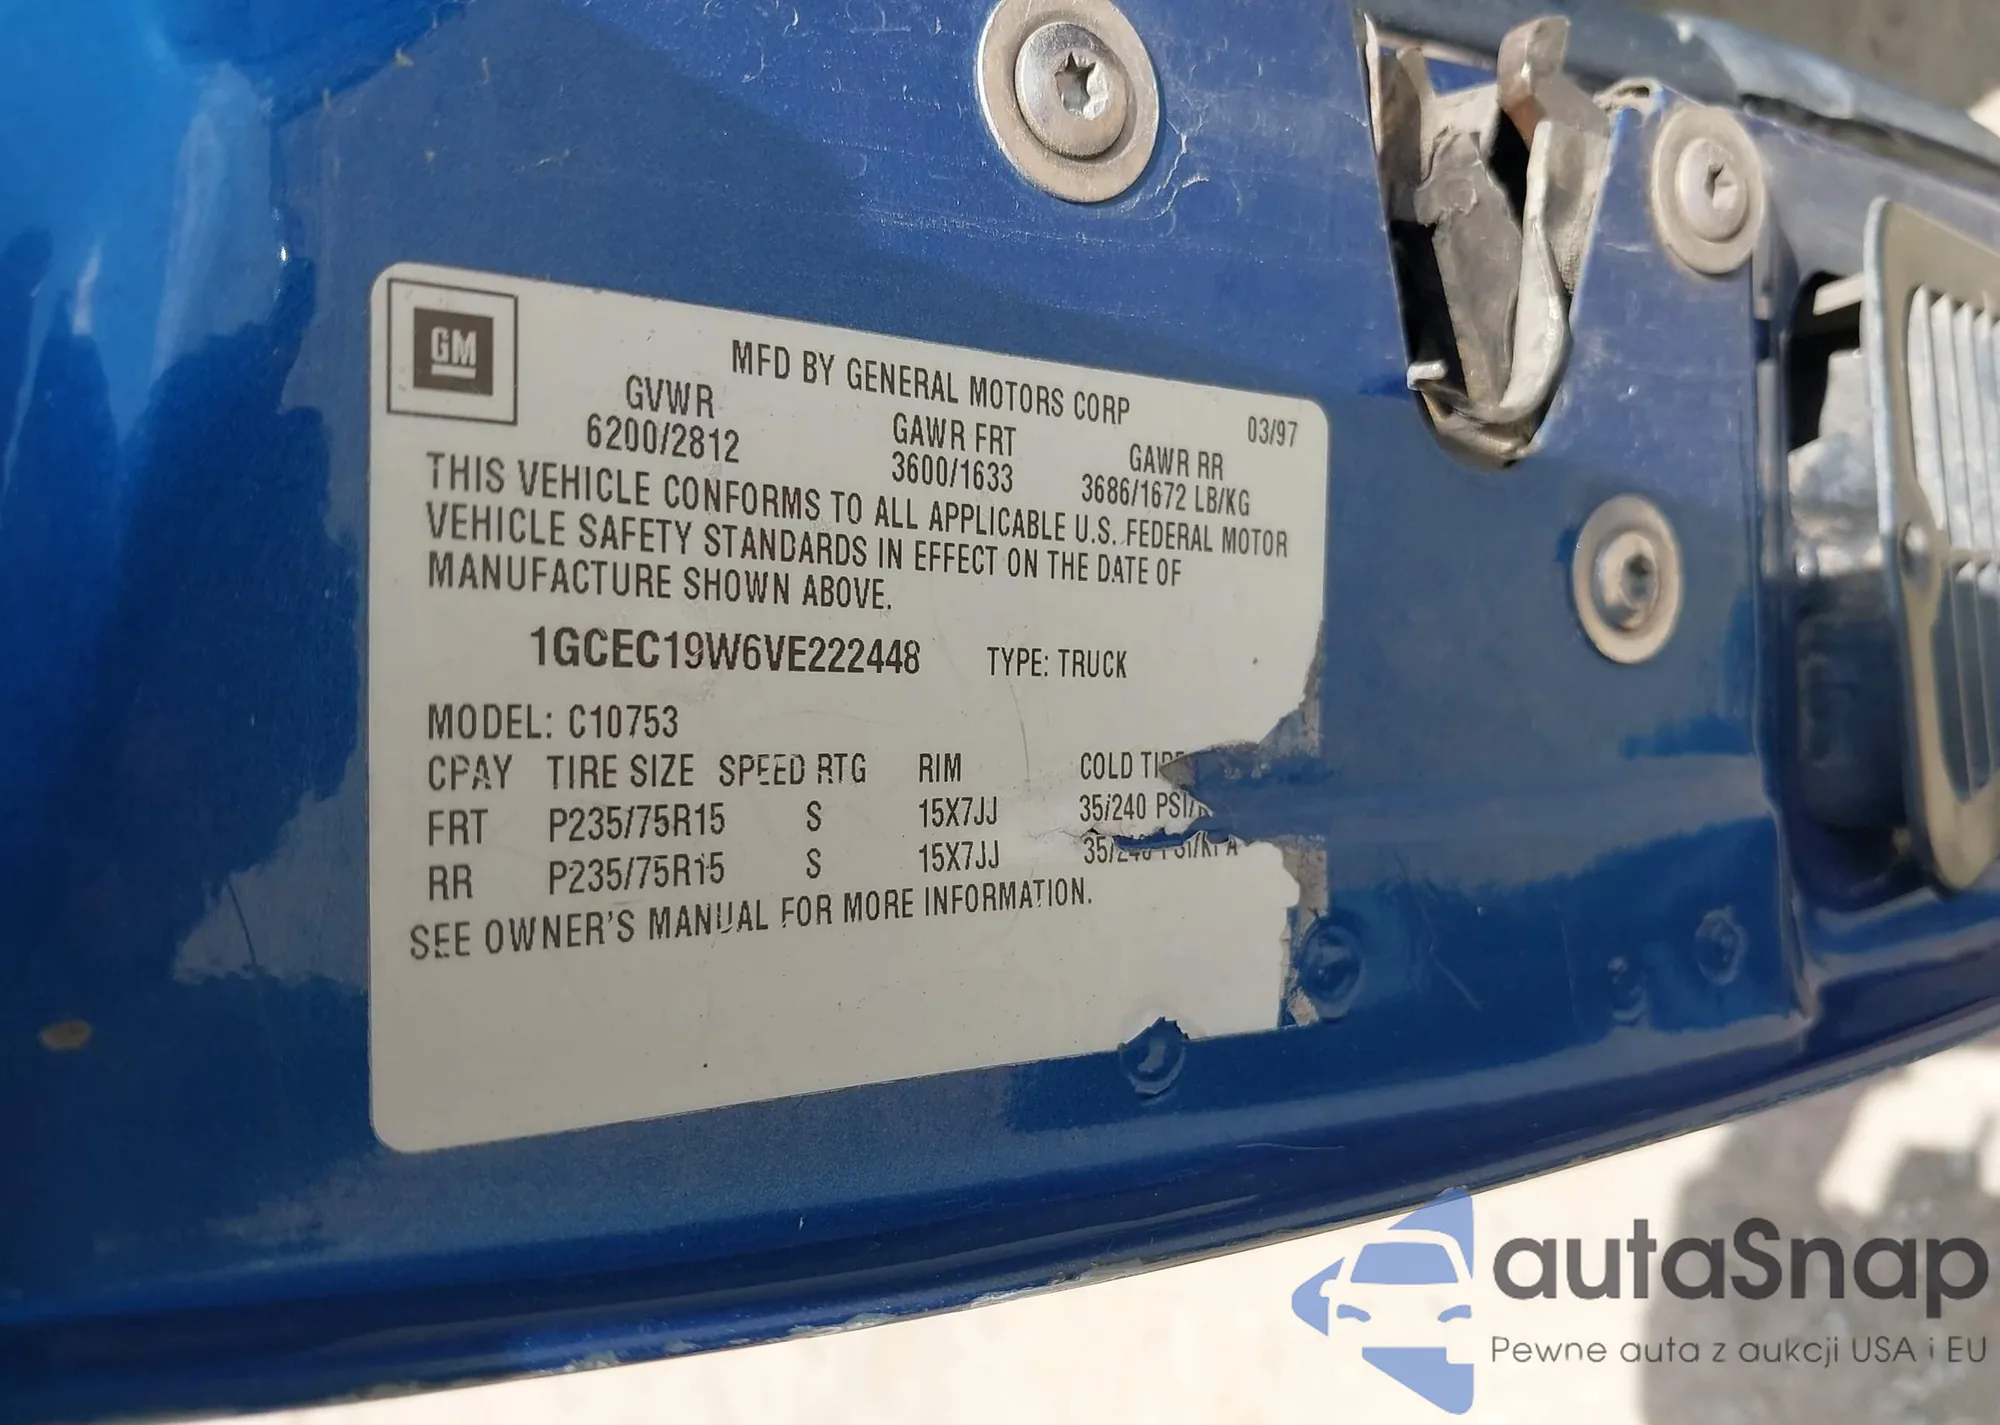 GM
MFD BY GENERAL MOTORS CORP
03/97
GVWR GAWR FRT GAWR RR
6200/2812 3600/1633 3686/1672 LB/KG
THIS VEHICLE CONFORMS TO ALL APPLICABLE U.S. FEDERAL MOTOR
VEHICLE SAFETY STANDARDS IN EFFECT ON THE DATE OF
MANUFACTURE SHOWN ABOVE.
1GCEC19W6VE222448 TYPE: TRUCK
MODEL: C10753
CPAY TIRE SIZE SPEED RTG RIM COLD
FRT P235/75R15 S 15X7JJ 35/240
RR P235/75R15 S 15X7JJ
SEE OWNER'S MANUAL FOR MORE INFORMATION.
autaSnap
Pewne auta z aukcji USA i EU